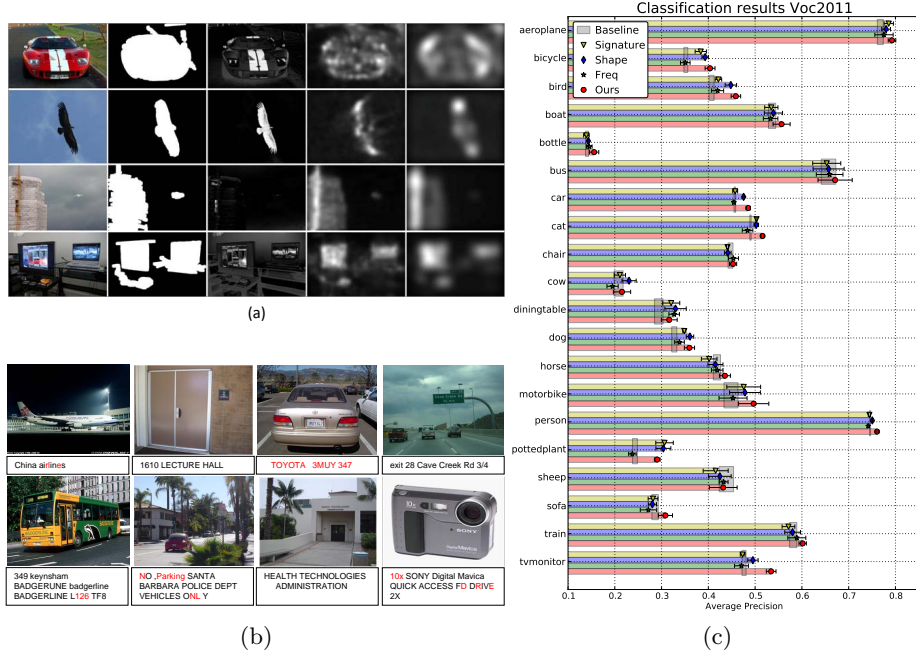 (a)
China airlines
1610 LECTURE HALL
TOYOTA 3MUY 347
exit 28 Cave Creek Rd 3/4
10x
SONY
349 keynsham
BADGERLINE badgerline
BADGERLINE L126 TF8
NO ,Parking SANTA
BARBARA POLICE DEPT
VEHICLES ONL Y
HEALTH TECHNOLOGIES
ADMINISTRATION
10x SONY Digital Mavica
QUICK ACCESS FD DRIVE
2X
(b)
Classification results Voc2011
Baseline
Signature
Shape
Freq
Ours
aeroplane
bicycle
bird
boat
bottle
bus
car
cat
chair
cow
diningtable
dog
horse
motorbike
person
pottedplant
sheep
sofa
train
tvmonitor
0.1 0.2 0.3 0.4 0.5 0.6 0.7 0.8
Average Precision
(c)